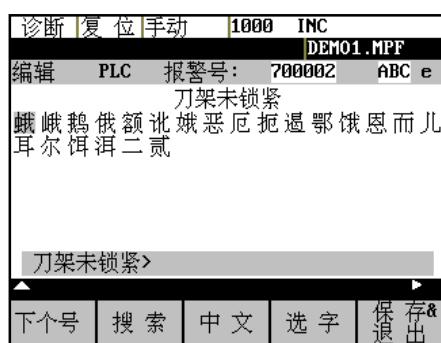 诊断 复 位 手动 1000 INC
DEMO1.MPF
编辑 PLC 报警号: 700002 ABC e
刀架未锁紧
蛾峨鹅俄额讹娥恶厄扼遏鄂饿恩而儿
耳尔饵洱二贰
刀架未锁紧>
下个号 搜 索 中 文 选 字 保 存&
退 出